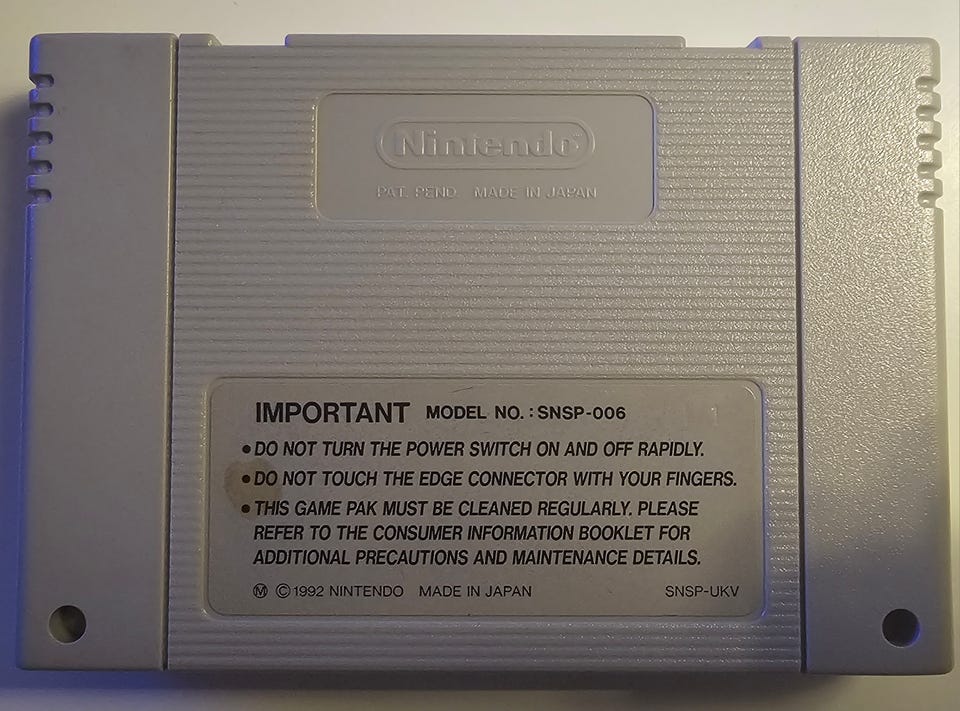 Nintendo
PAT. PEND. MADE IN JAPAN
IMPORTANT MODEL NO. : SNSP-006
• DO NOT TURN THE POWER SWITCH ON AND OFF RAPIDLY.
• DO NOT TOUCH THE EDGE CONNECTOR WITH YOUR FINGERS.
• THIS GAME PAK MUST BE CLEANED REGULARLY. PLEASE
REFER TO THE CONSUMER INFORMATION BOOKLET FOR
ADDITIONAL PRECAUTIONS AND MAINTENANCE DETAILS.
Ⓜ ©1992 NINTENDO MADE IN JAPAN SNSP-UKV